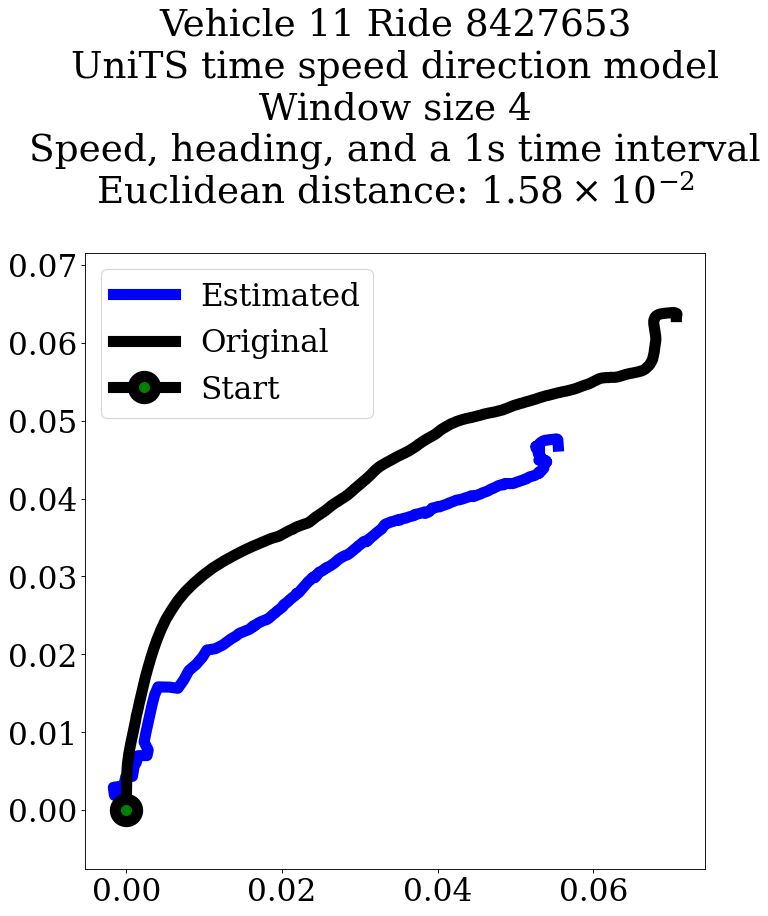 Vehicle 11 Ride 8427653
UniTS time speed direction model
Window size 4
Speed, heading, and a 1s time interval
Euclidean distance: 1.58 × 10⁻²
0.07
0.06
0.05
0.04
0.03
0.02
0.01
0.00
Estimated
Original
Start
0.00 0.02 0.04 0.06